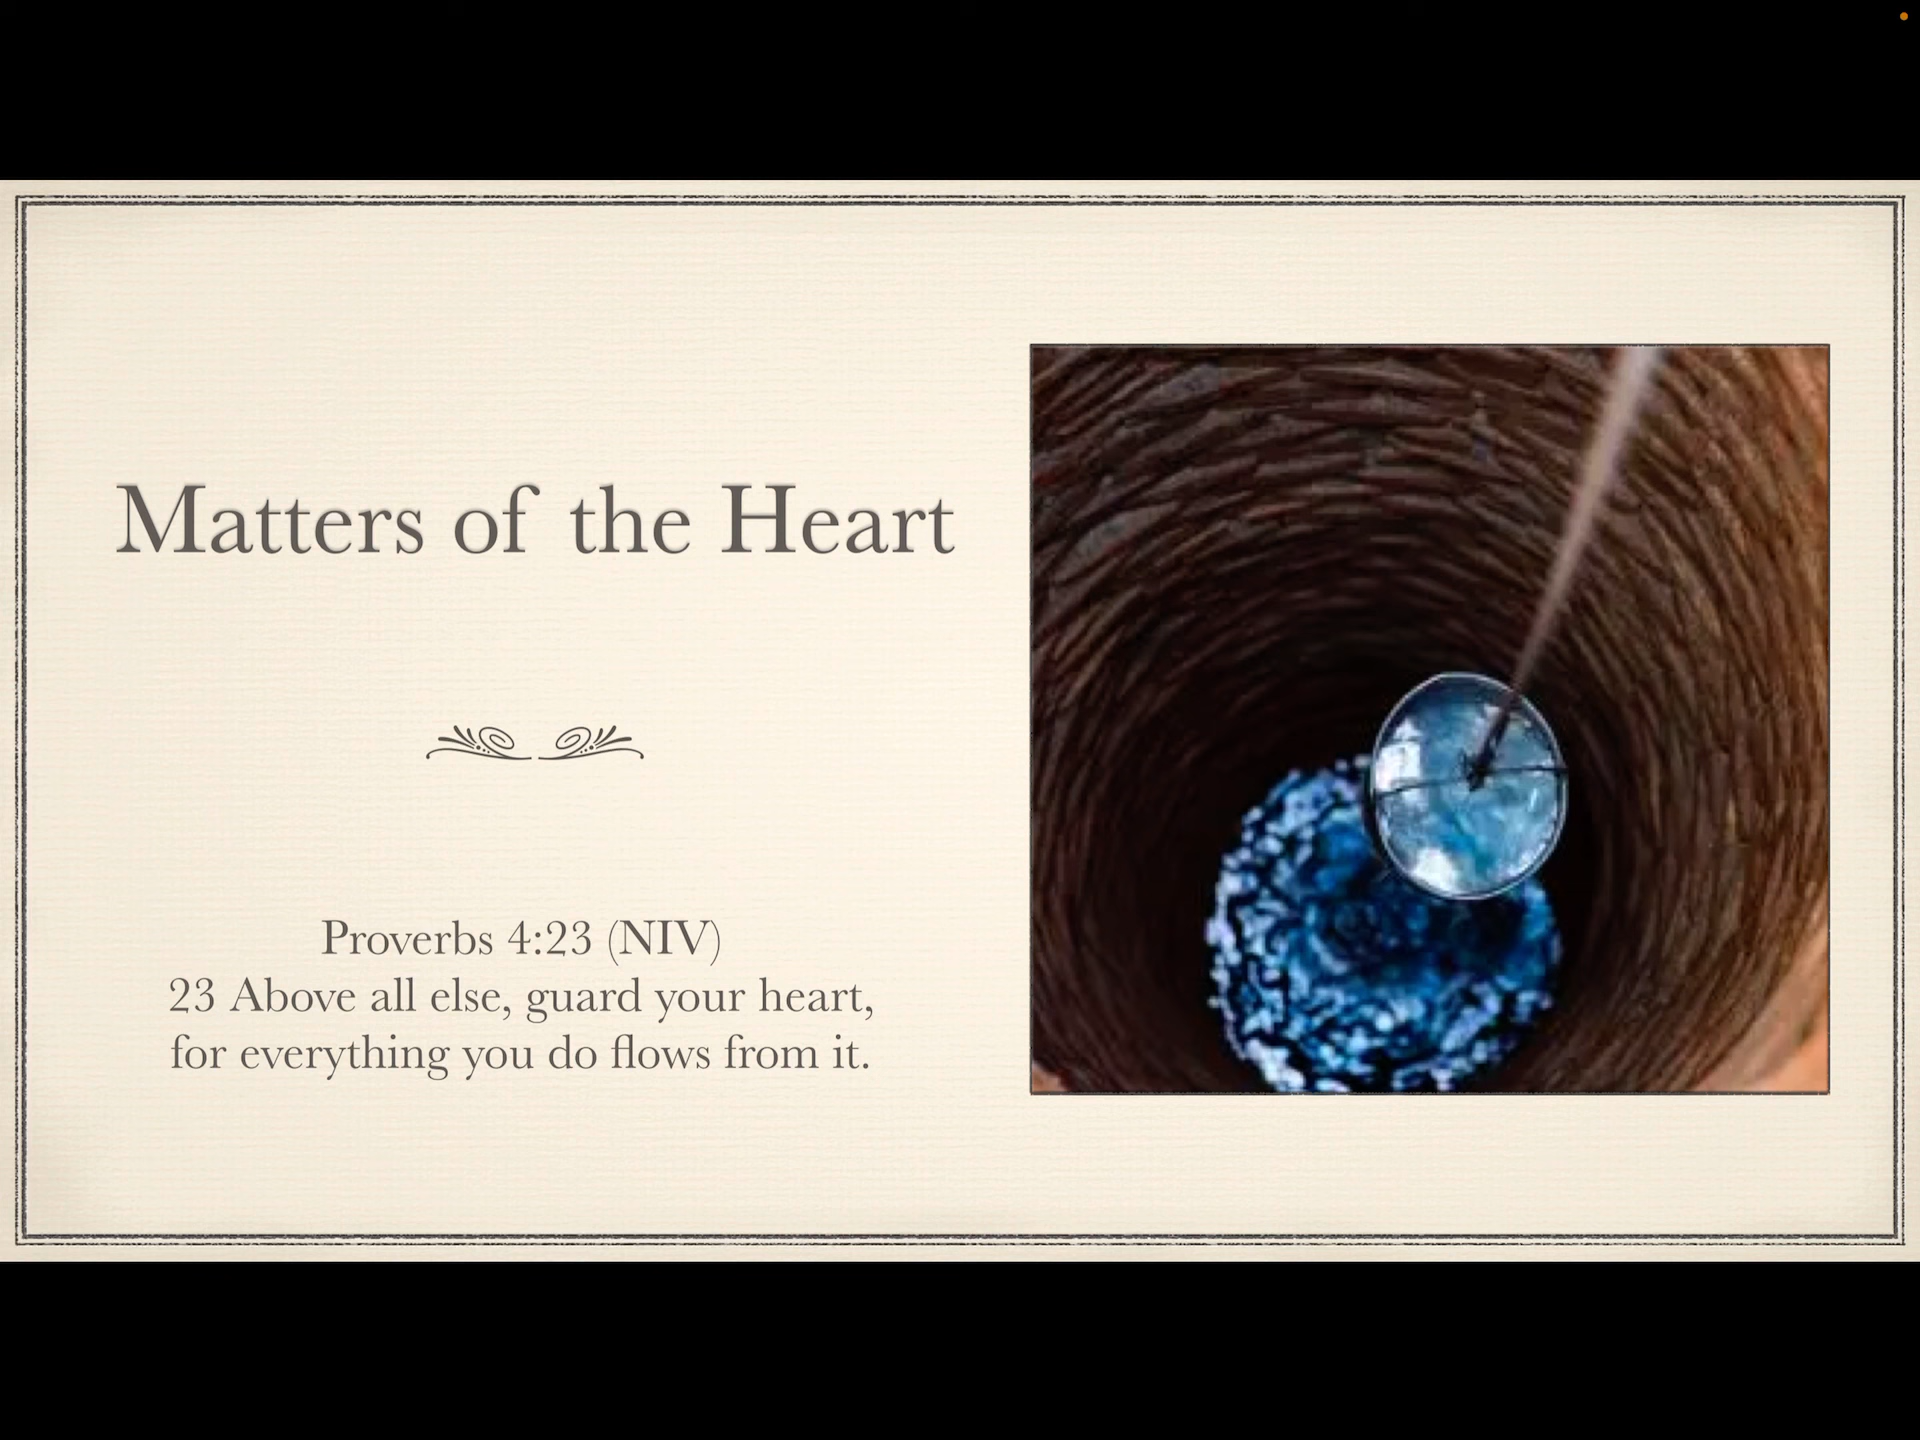 Matters of the Heart
Proverbs 4:23 (NIV)
23 Above all else, guard your heart,
for everything you do flows from it.